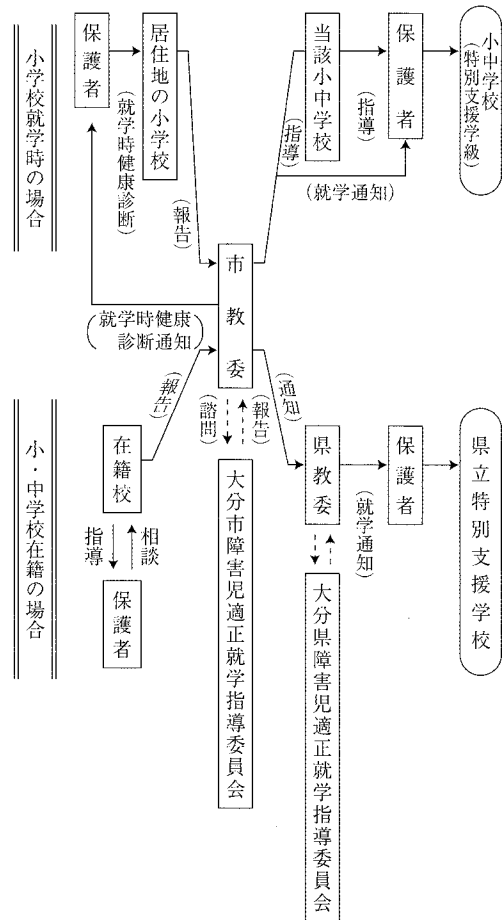 小学校就学時の場合
保護者
(就学時健康診断)
居住地の小学校
(報告)
(就学時健康
診断通知)
市教委
(指導)
当該小中学校
(指導)
(就学通知)
保護者
小中学校
(特別支援学級)
小・中学校在籍の場合
在籍校
(報告)
指導
相談
保護者
(諮問)
(報告)
大分市障害児適正就学指導委員会
(通知)
県教委
(就学通知)
大分県障害児適正就学指導委員会
保護者
県立特別支援学校